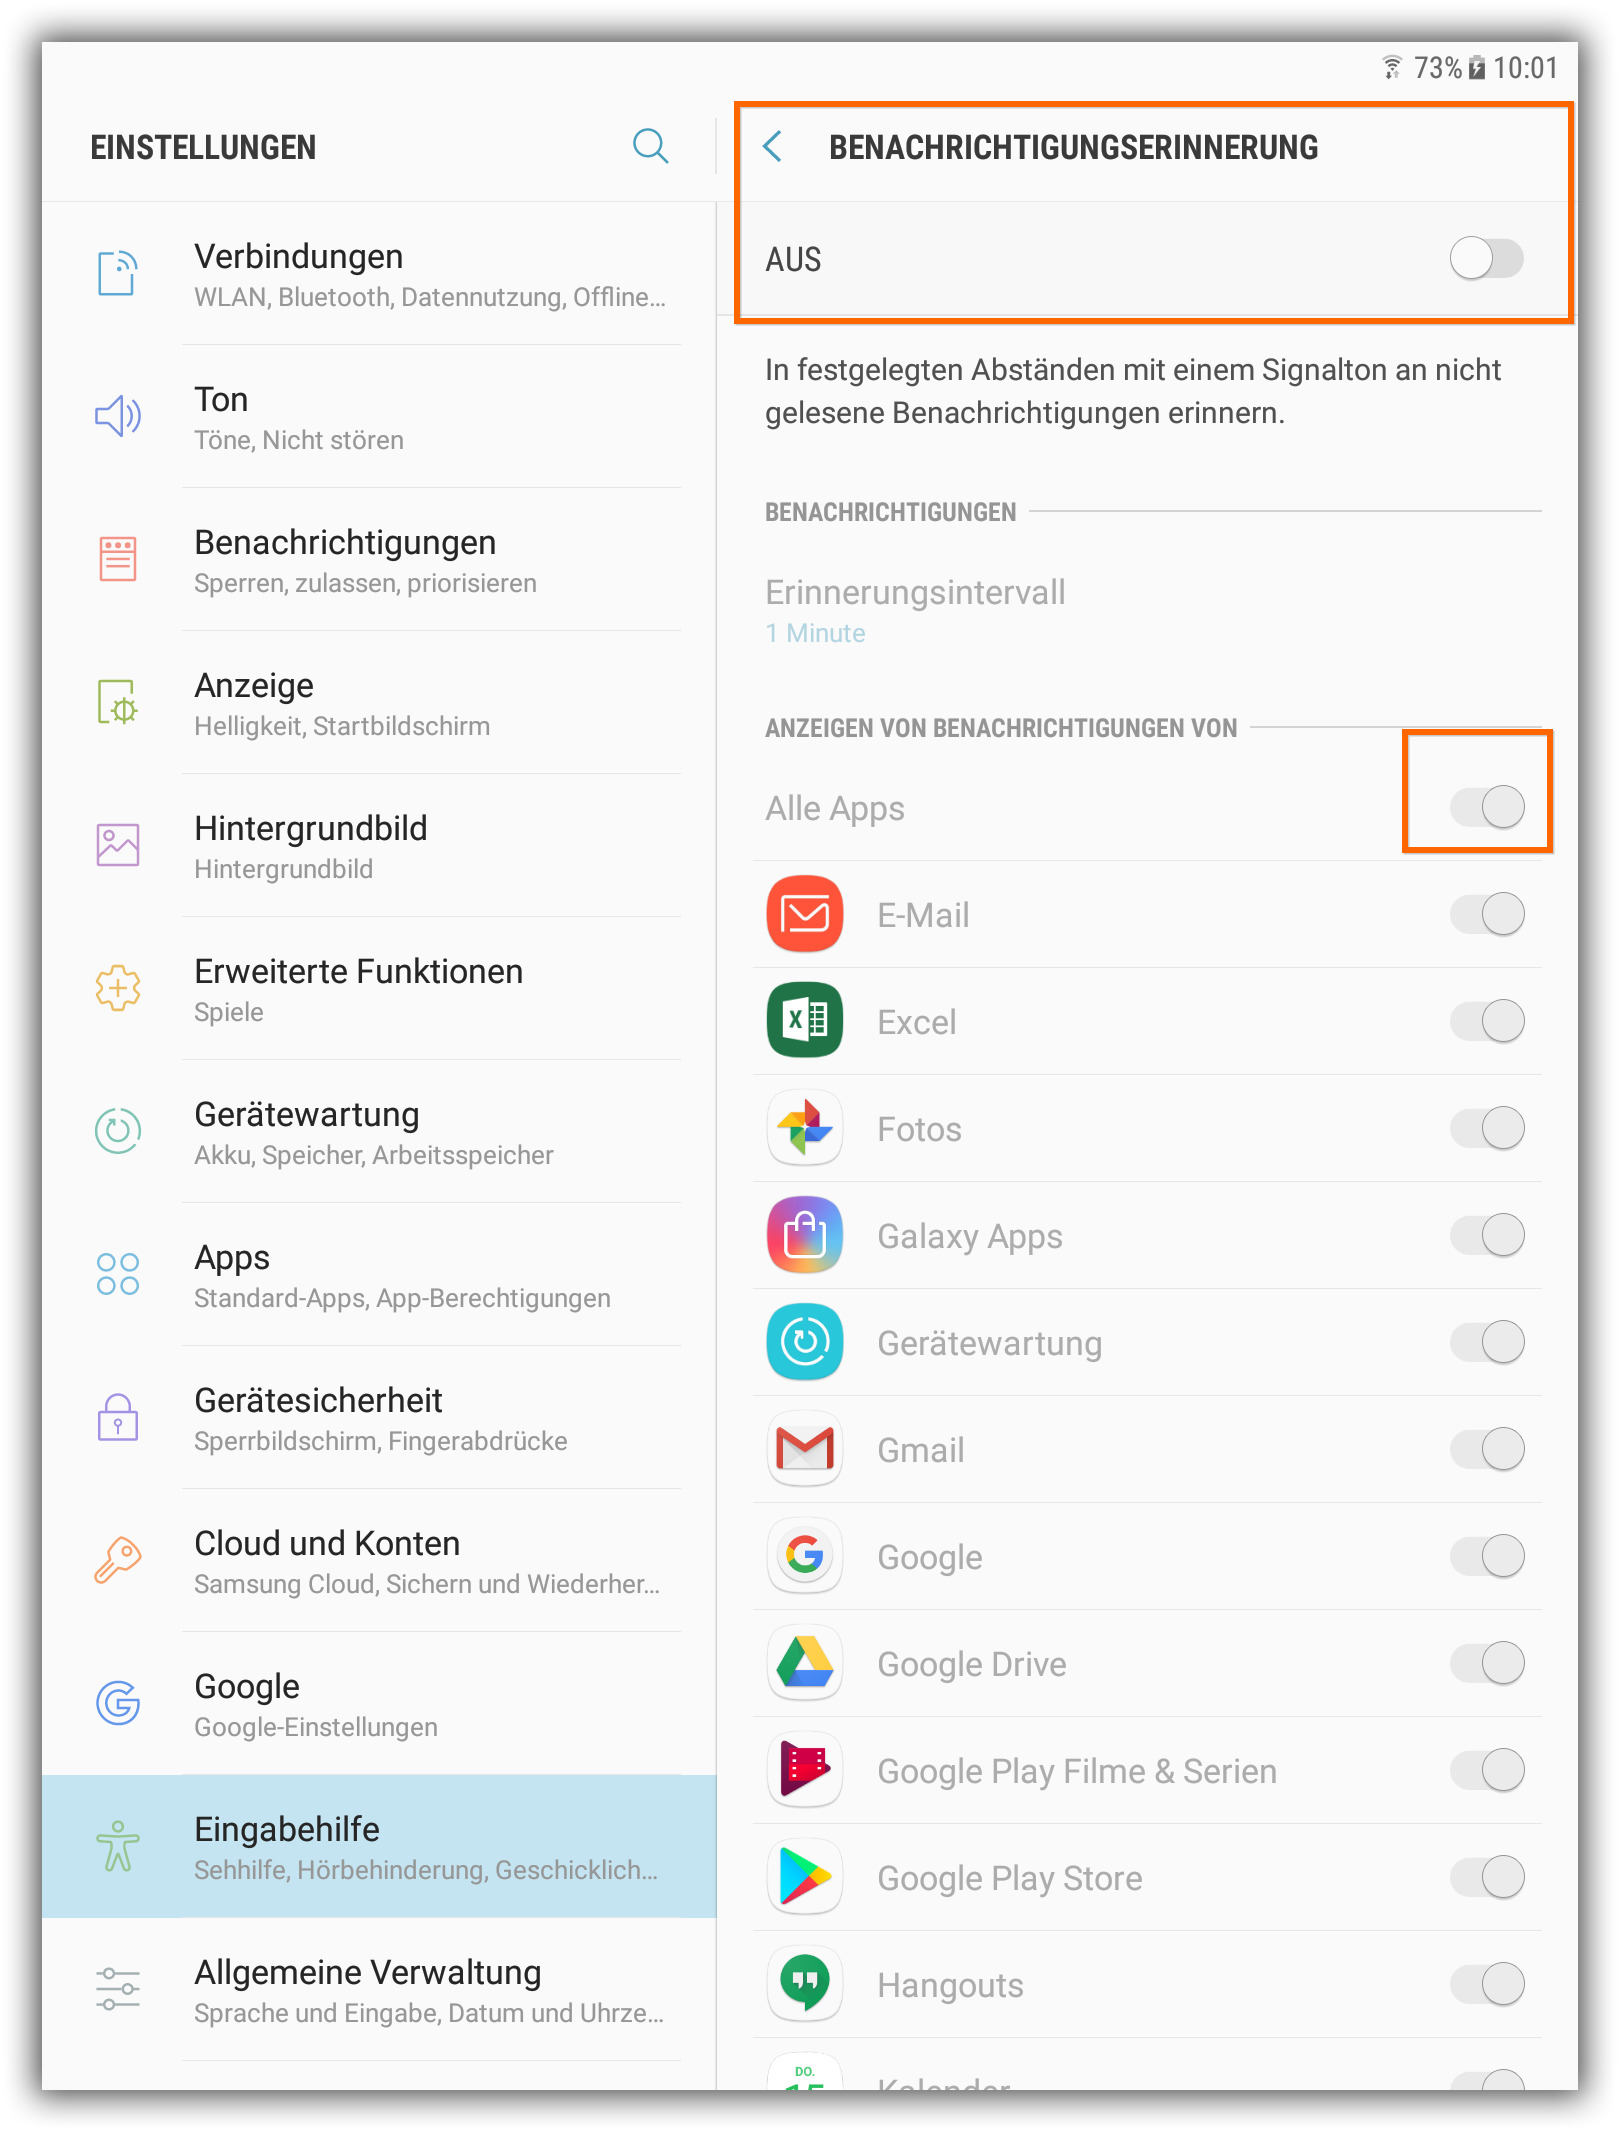 73% 10:01
EINSTELLUNGEN
Verbindungen
WLAN, Bluetooth, Datennutzung, Offline...
Ton
Töne, Nicht stören
Benachrichtigungen
Sperren, zulassen, priorisieren
Anzeige
Helligkeit, Startbildschirm
Hintergrundbild
Hintergrundbild
Erweiterte Funktionen
Spiele
Gerätewartung
Akku, Speicher, Arbeitsspeicher
Apps
Standard-Apps, App-Berechtigungen
Gerätesicherheit
Sperrbildschirm, Fingerabdrücke
Cloud und Konten
Samsung Cloud, Sichern und Wiederher...
Google
Google-Einstellungen
Eingabehilfe
Sehhilfe, Hörbehinderung, Geschicklich...
Allgemeine Verwaltung
Sprache und Eingabe, Datum und Uhrze...
BENACHRICHTIGUNGSERINNERUNG
AUS
In festgelegten Abständen mit einem Signalton an nicht
gelesene Benachrichtigungen erinnern.
BENACHRICHTIGUNGEN
Erinnerungsintervall
1 Minute
ANZEIGEN VON BENACHRICHTIGUNGEN VON
Alle Apps
E-Mail
Excel
Fotos
Galaxy Apps
Gerätewartung
Gmail
Google
Google Drive
Google Play Filme & Serien
Google Play Store
Hangouts
DO.
15
Kalender